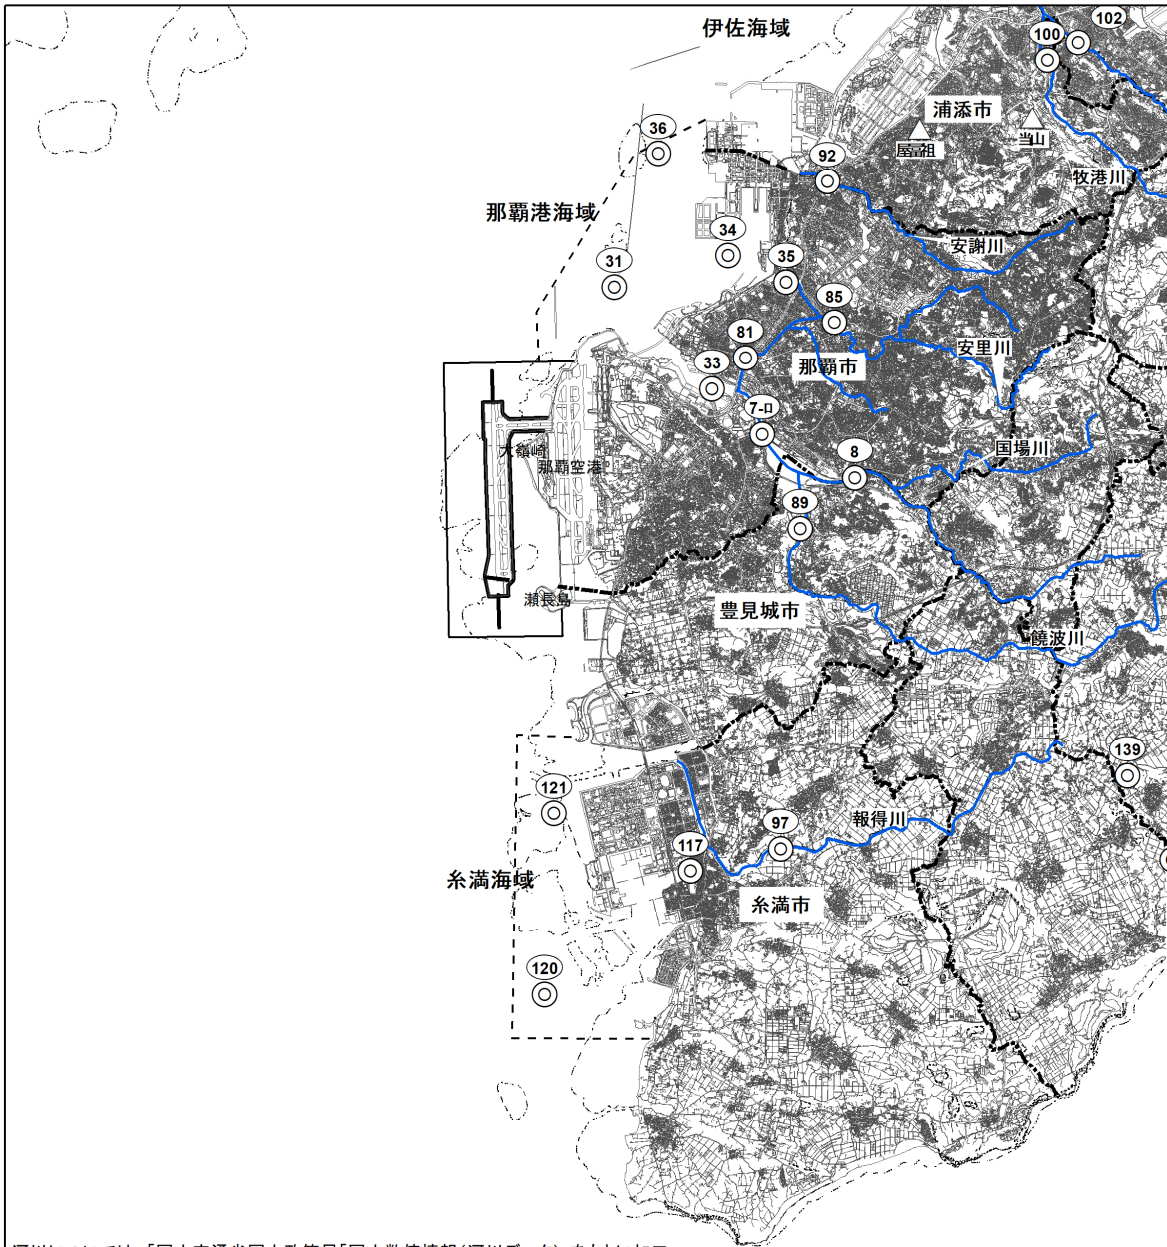 伊佐海域
102
100
浦添市
36
屋富祖
当山
92
牧港川
那覇港海域
34
安謝川
31
35
85
81
安里川
33
那覇市
7-ロ
国場川
大嶺崎
那覇空港
8
89
瀬長島
豊見城市
饒波川
139
121
97
報得川
117
糸満海域
糸満市
120